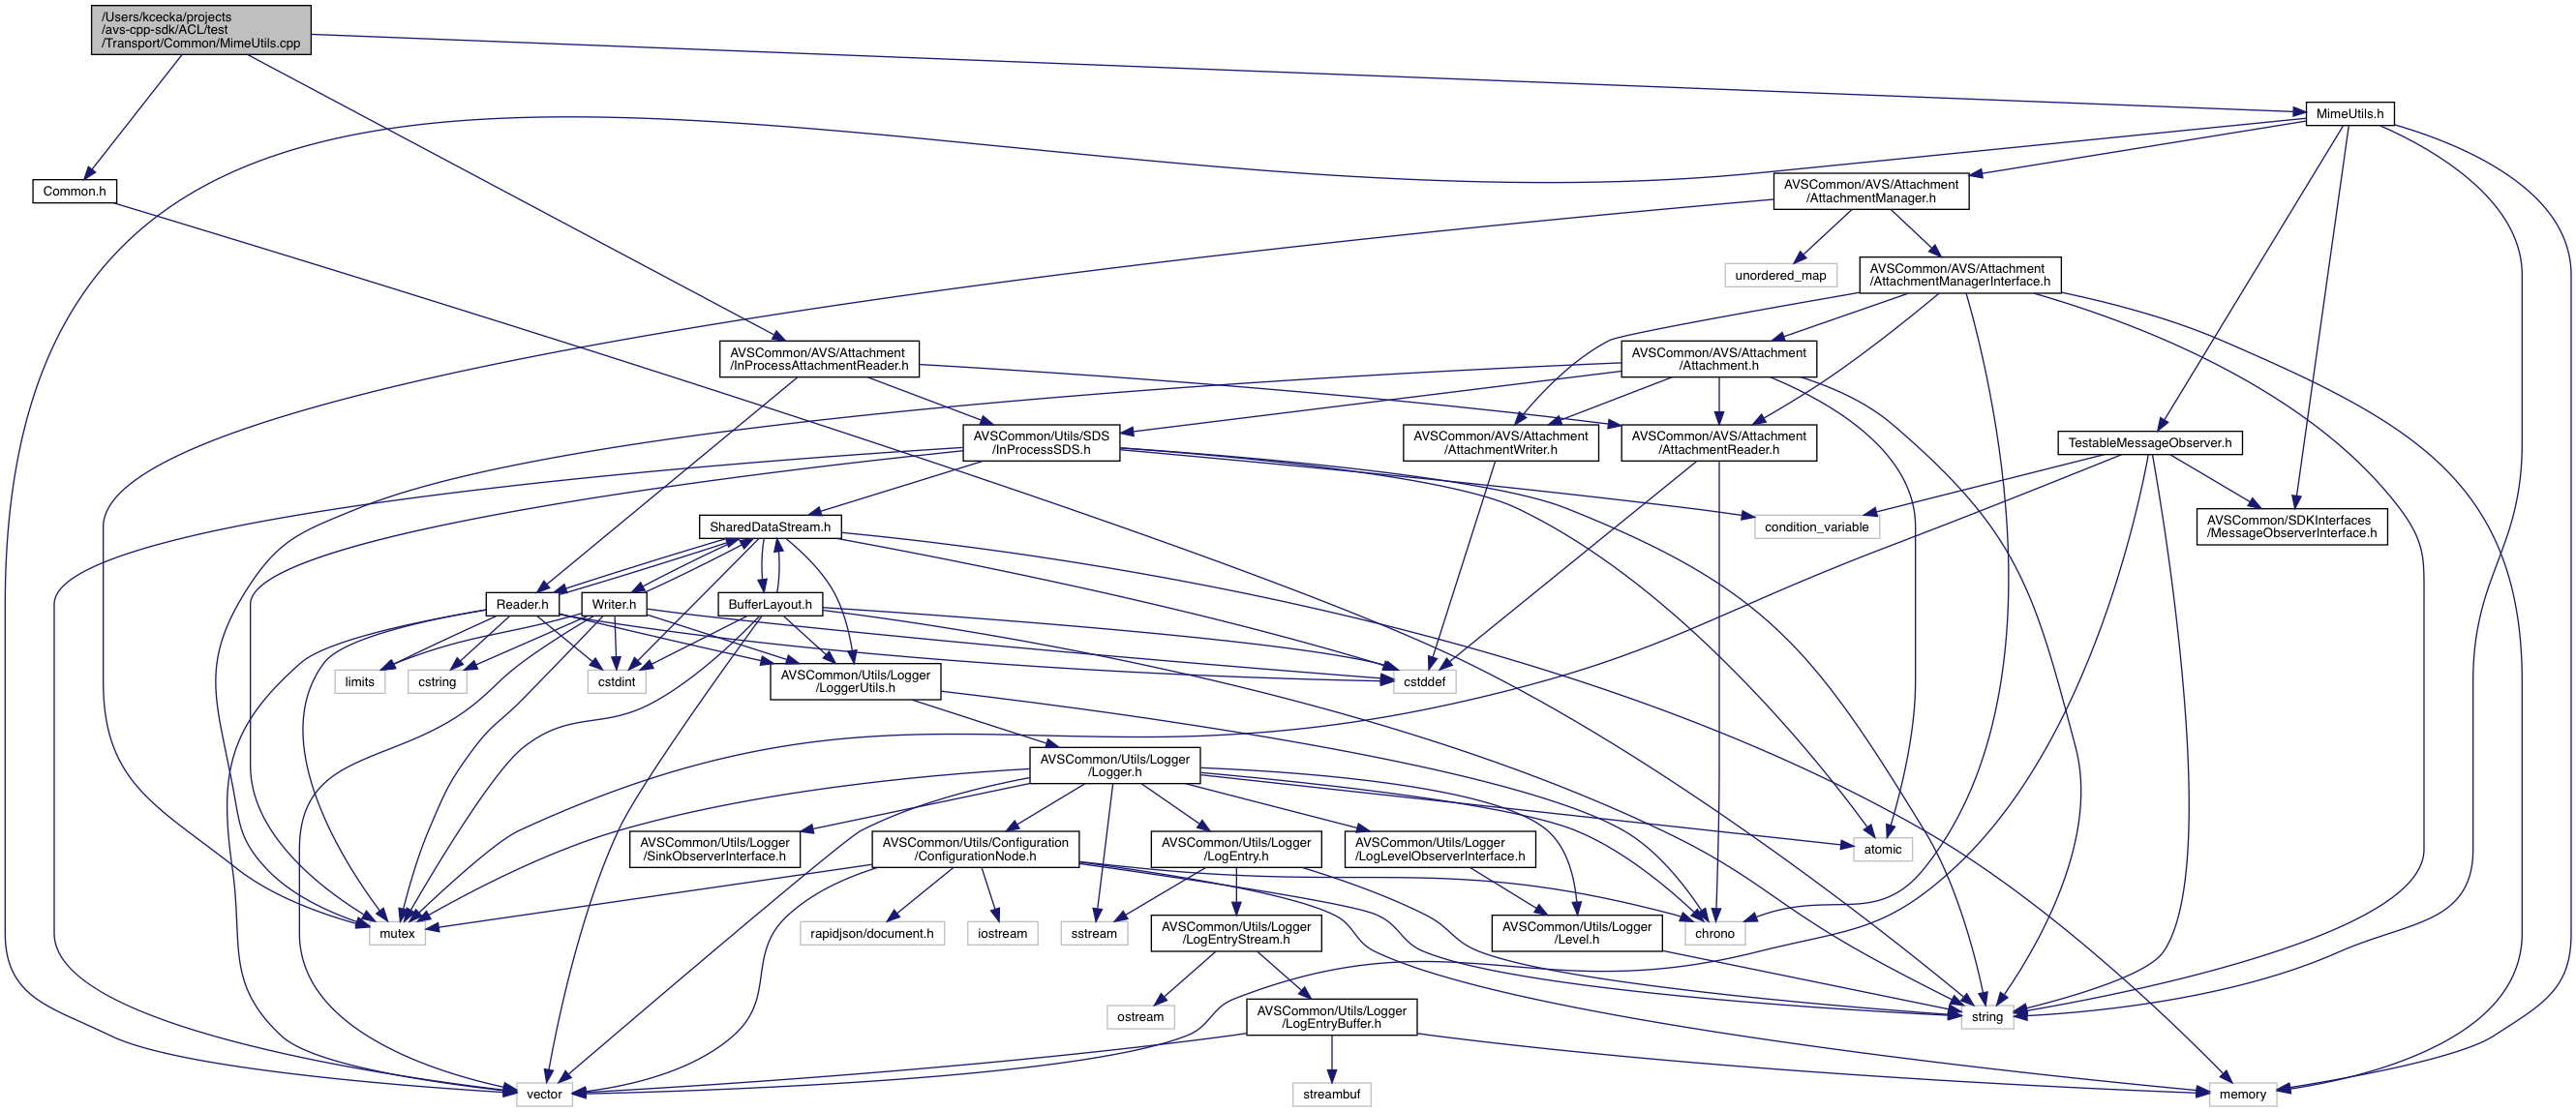 /Users/kcecka/projects
/avs-cpp-sdk/ACL/test
/Transport/Common/MimeUtils.cpp
MimeUtils.h
Common.h
AVSCommon/AVS/Attachment
/AttachmentManager.h
unordered_map
AVSCommon/AVS/Attachment
/AttachmentManagerInterface.h
AVSCommon/AVS/Attachment
/InProcessAttachmentReader.h
AVSCommon/AVS/Attachment
/Attachment.h
AVSCommon/Utils/SDS
/InProcessSDS.h
AVSCommon/AVS/Attachment
/AttachmentWriter.h
AVSCommon/AVS/Attachment
/AttachmentReader.h
TestableMessageObserver.h
SharedDataStream.h
condition_variable
AVSCommon/SDKInterfaces
/MessageObserverInterface.h
Reader.h
Writer.h
BufferLayout.h
limits
cstring
cstdint
AVSCommon/Utils/Logger
/LoggerUtils.h
cstddef
AVSCommon/Utils/Logger
/Logger.h
AVSCommon/Utils/Logger
/SinkObserverInterface.h
AVSCommon/Utils/Configuration
/ConfigurationNode.h
AVSCommon/Utils/Logger
/LogEntry.h
AVSCommon/Utils/Logger
/LogLevelObserverInterface.h
atomic
mutex
rapidjson/document.h
iostream
sstream
AVSCommon/Utils/Logger
/LogEntryStream.h
AVSCommon/Utils/Logger
/Level.h
chrono
ostream
AVSCommon/Utils/Logger
/LogEntryBuffer.h
string
vector
streambuf
memory